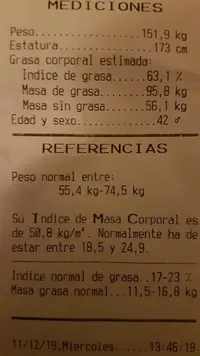 MEDICIONES
Peso...................151,9 kg
Estatura.................173 cm
Grasa corporal estimada:
Indice de grasa......63,1 %
Masa de grasa.......95,8 kg
Masa sin grasa......56,1 kg
Edad y sexo..............42 ♂
REFERENCIAS
Peso normal entre:
55,4 kg-74,5 kg
Su Indice de Masa Corporal es
de 50,8 kg/m². Normalmente ha de
estar entre 18,5 y 24,9.
Indice normal de grasa..17-23 %
Masa grasa normal...11,5-16,8 kg
11/12/19,Miercoles......13:46:19